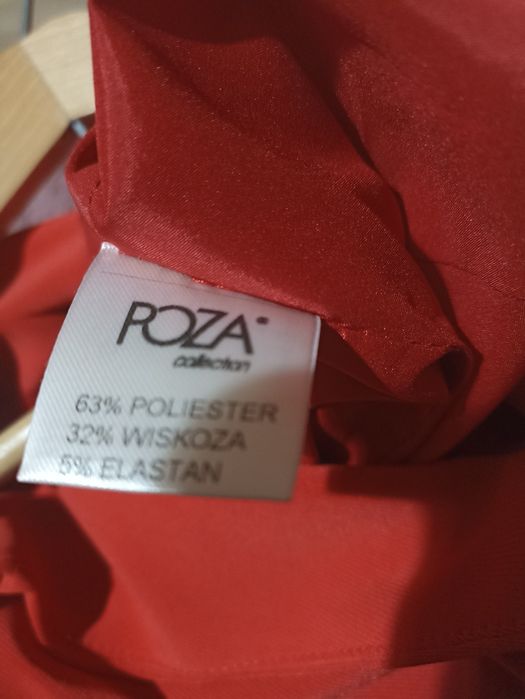 POZA
collection
63% POLIESTER
32% WISKOZA
5% ELASTAN